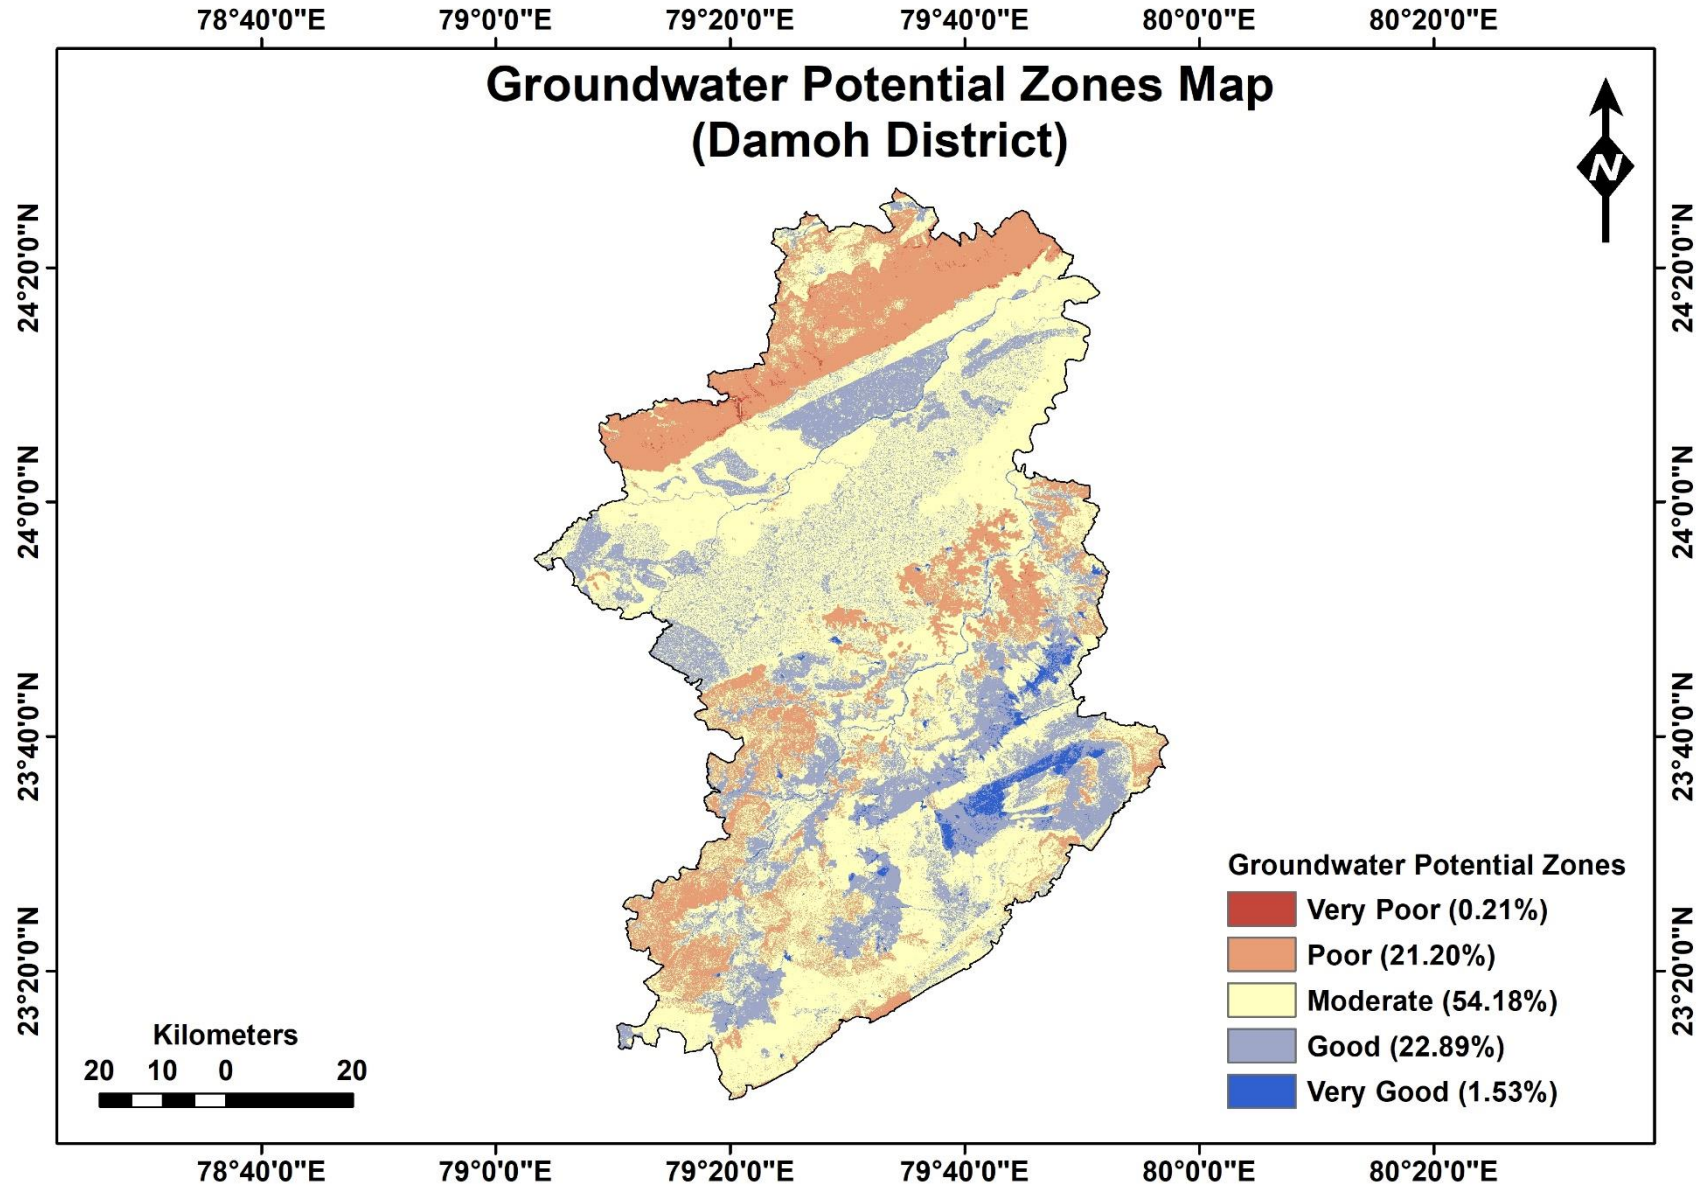 78°40'0"E 79°0'0"E 79°20'0"E 79°40'0"E 80°0'0"E 80°20'0"E
Groundwater Potential Zones Map
(Damoh District)
N
24°20'0"N 24°20'0"N
24°0'0"N 24°0'0"N
23°40'0"N 23°40'0"N
23°20'0"N 23°20'0"N
Groundwater Potential Zones
Very Poor (0.21%)
Poor (21.20%)
Moderate (54.18%)
Good (22.89%)
Very Good (1.53%)
Kilometers
20 10 0 20
78°40'0"E 79°0'0"E 79°20'0"E 79°40'0"E 80°0'0"E 80°20'0"E